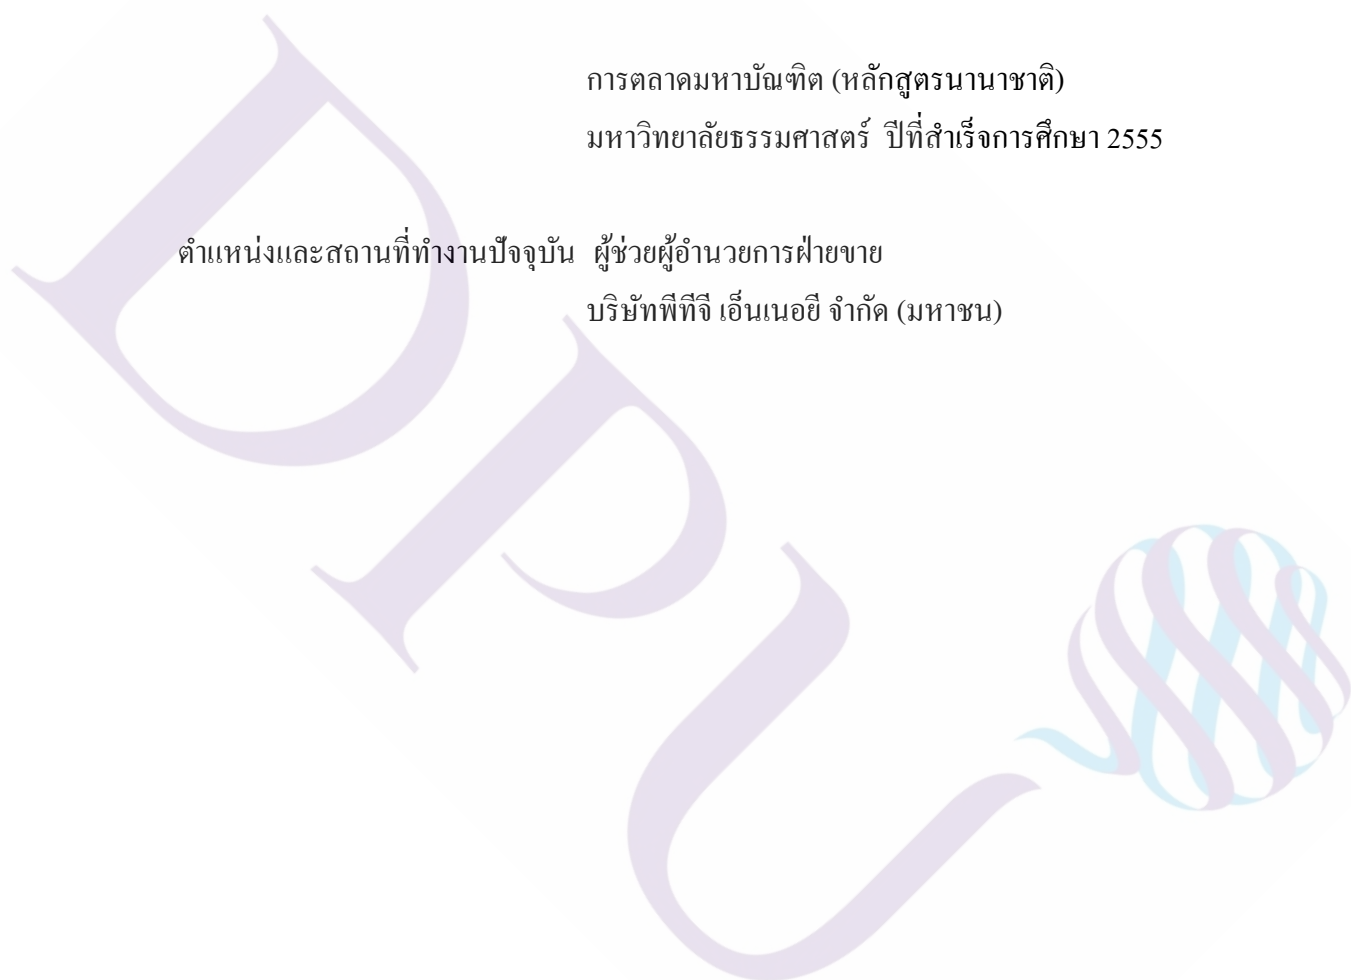 การตลาดมหาบัณฑิต (หลักสูตรนานาชาติ)
มหาวิทยาลัยธรรมศาสตร์ ปีที่สำเร็จการศึกษา 2555
ตำแหน่งและสถานที่ทำงานปัจจุบัน ผู้ช่วยผู้อำนวยการฝ่ายขาย
บริษัทพีทีจี เอ็นเนอยี จำกัด (มหาชน)
DPU